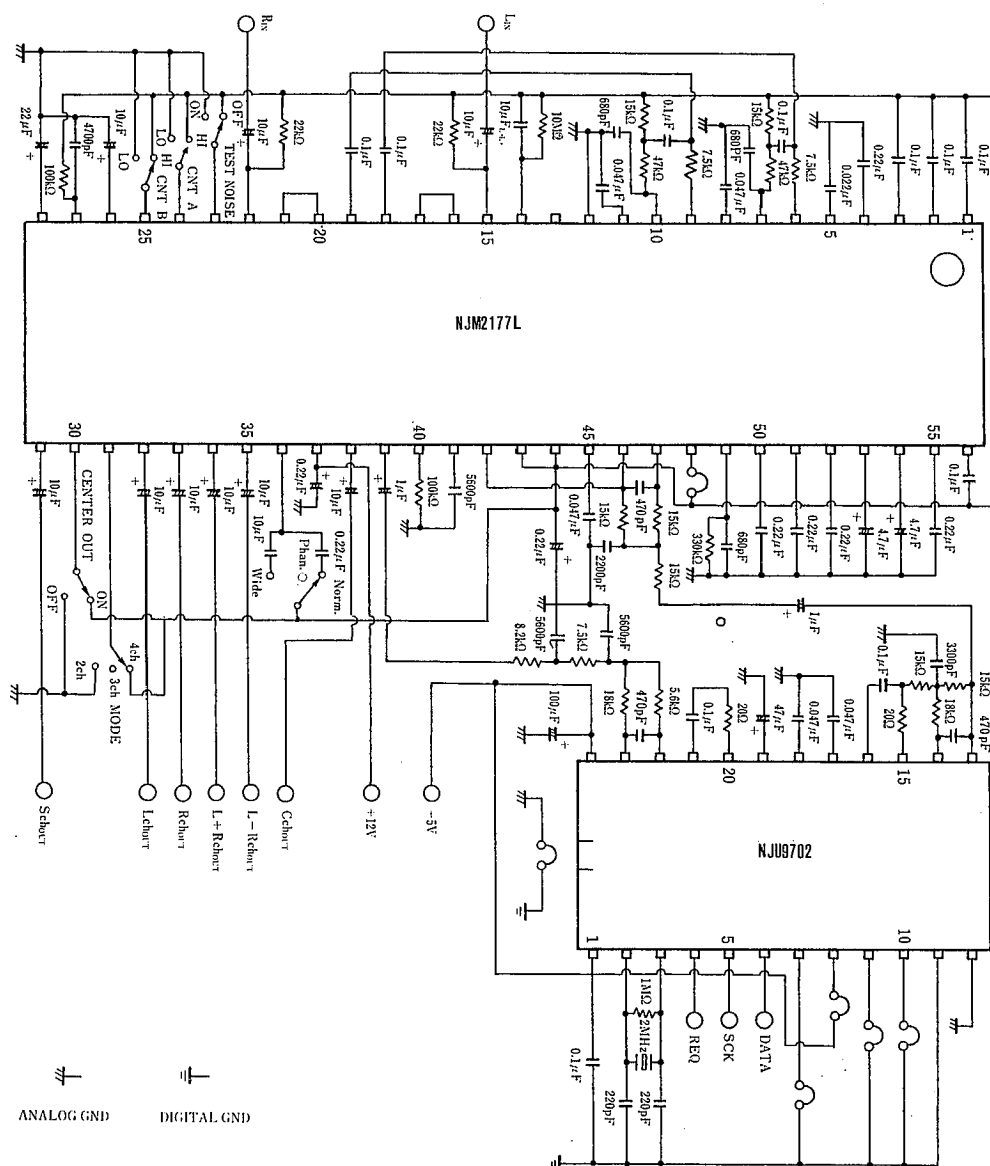 RIN
LIN
22μF
4700pF
10μF
100kΩ
LO
HI
CNT B
LO
HI
CNT A
ON
OFF
TEST NOISE
10μF
22kΩ
0.1μF
0.1μF
22kΩ
10μF
10μF
10MΩ
680pF
0.047μF
15kΩ
47kΩ
0.1μF
7.5kΩ
680PF
0.047μF
15kΩ
47kΩ
0.1μF
7.5kΩ
0.022μF
0.22μF
0.1μF
0.1μF
0.1μF
25
20
15
10
5
1
NJM2177L
30
35
40
45
50
55
10μF
CENTER OUT
ON
OFF
10μF
10μF
10μF
10μF
4ch
3ch
2ch
MODE
10μF
Wide
Phan.
0.22μF
Norm.
0.22μF
10μF
1μF
100kΩ
5600pF
0.22μF
0.047μF
15kΩ
2200pF
470pF
15kΩ
15kΩ
330kΩ
680pF
0.22μF
0.22μF
0.22μF
4.7μF
4.7μF
0.22μF
0.1μF
1μF
8.2kΩ
5600pF
7.5kΩ
5600pF
100μF
18kΩ
470pF
5.6kΩ
0.1μF
20Ω
47μF
0.047μF
0.047μF
0.1μF
15kΩ
20Ω
3300pF
18kΩ
15kΩ
470pF
SchOUT
LchOUT
RchOUT
L+RchOUT
L−RchOUT
CchOUT
+12V
−5V
20
15
NJU9702
1
5
10
0.1μF
1MΩ
2MHz
220pF
220pF
REQ
SCK
DATA
ANALOG GND
DIGITAL GND